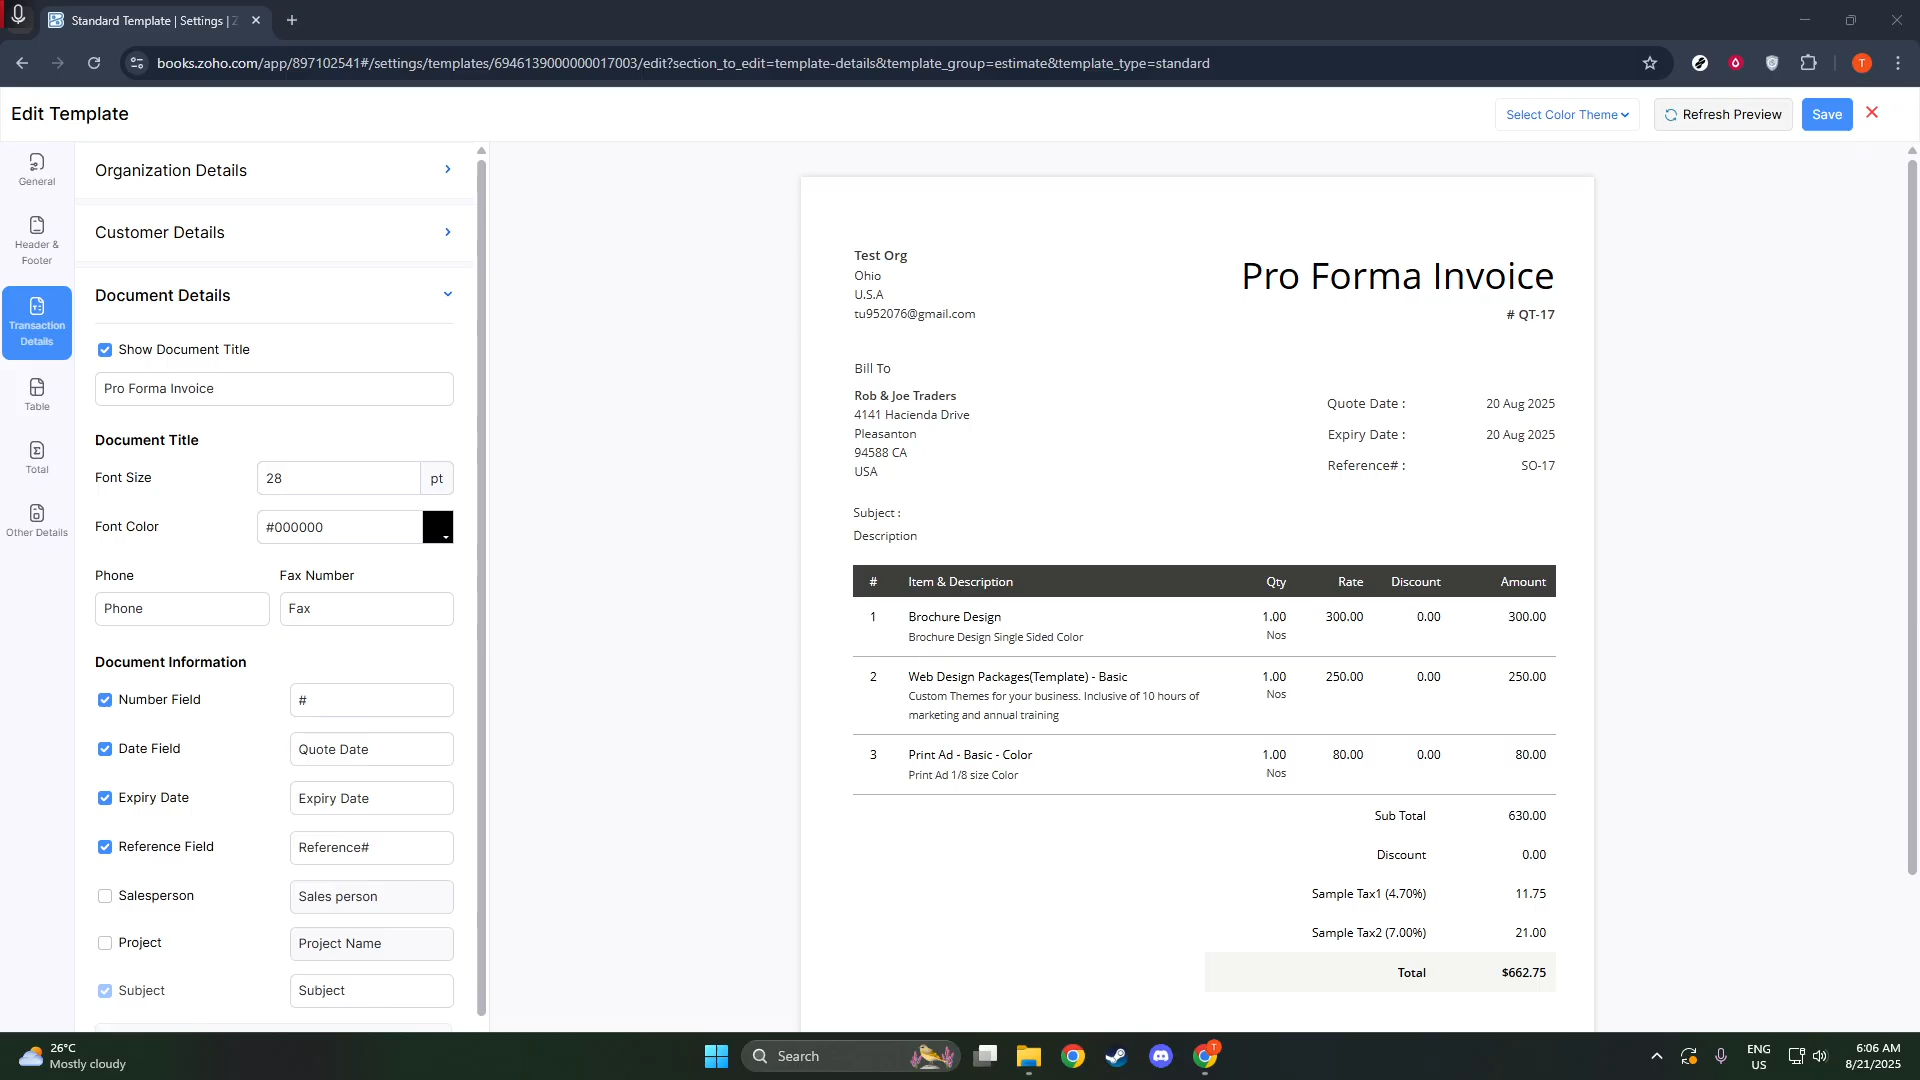 Standard Template | Settings | Z
books.zoho.com/app/897102541#/settings/templates/6946139000000017003/edit?section_to_edit=template-details&template_group=estimate&template_type=standard
T
Edit Template
Select Color Theme
Refresh Preview
Save
General
Header &
Footer
Transaction
Details
Table
Total
Other Details
Organization Details
Customer Details
Document Details
Show Document Title
Pro Forma Invoice
Document Title
Font Size
28
pt
Font Color
#000000
Phone
Fax Number
Phone
Fax
Document Information
Number Field
#
Date Field
Quote Date
Expiry Date
Expiry Date
Reference Field
Reference#
Salesperson
Sales person
Project
Project Name
Subject
Subject
Test Org
Ohio
U.S.A
tu952076@gmail.com
Pro Forma Invoice
# QT-17
Bill To
Rob & Joe Traders
4141 Hacienda Drive
Pleasanton
94588 CA
USA
Quote Date : 20 Aug 2025
Expiry Date : 20 Aug 2025
Reference# : SO-17
Subject :
Description
# Item & Description Qty Rate Discount Amount
1 Brochure Design 1.00 300.00 0.00 300.00
Brochure Design Single Sided Color Nos
2 Web Design Packages(Template) - Basic 1.00 250.00 0.00 250.00
Custom Themes for your business. Inclusive of 10 hours of Nos
marketing and annual training
3 Print Ad - Basic - Color 1.00 80.00 0.00 80.00
Print Ad 1/8 size Color Nos
Sub Total 630.00
Discount 0.00
Sample Tax1 (4.70%) 11.75
Sample Tax2 (7.00%) 21.00
Total $662.75
26°C
Mostly cloudy
Search
T
ENG
US
6:06 AM
8/21/2025